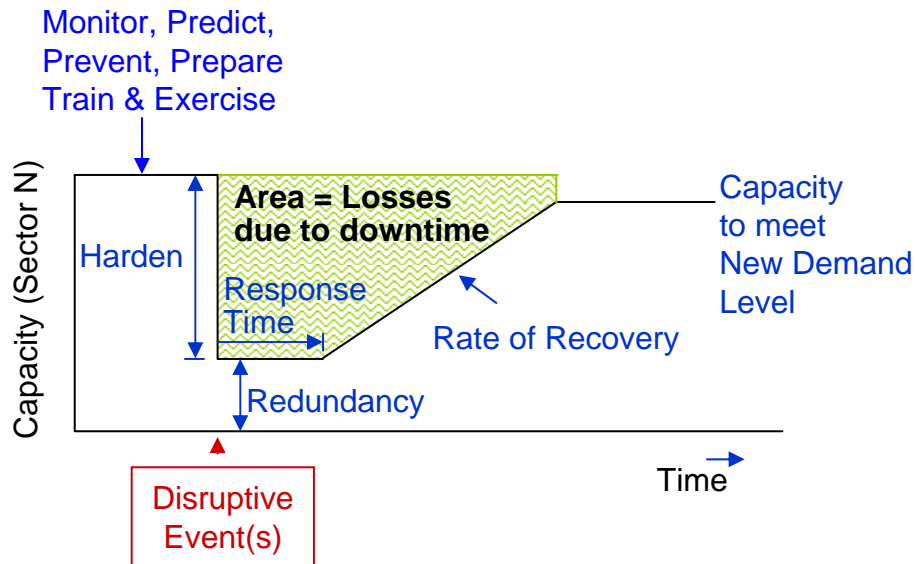 Monitor, Predict,
Prevent, Prepare
Train & Exercise
Capacity (Sector N)
Area = Losses
due to downtime
Harden
Response
Time
Rate of Recovery
Redundancy
Capacity
to meet
New Demand
Level
Time
Disruptive
Event(s)